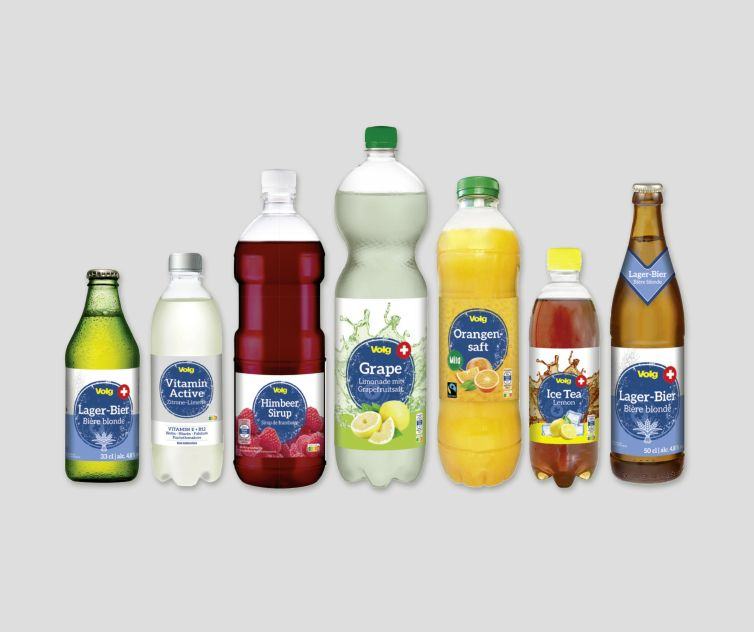 Volg
Lager-Bier
Bière blonde
33 cl | alc. 4,8%
Volg
Vitamin
Active
Zitrone-Limette
VITAMIN E + B12
Volg
Himbeer
Sirup
Sirop de framboise
Volg
Grape
Limonade mit
Grapefruitsaft
Volg
Orangen-
saft
Mild
Volg
Ice Tea
Lemon
Lager-Bier
Bière blonde
Volg
Lager-Bier
Bière blonde
50 cl | alc. 4,8%